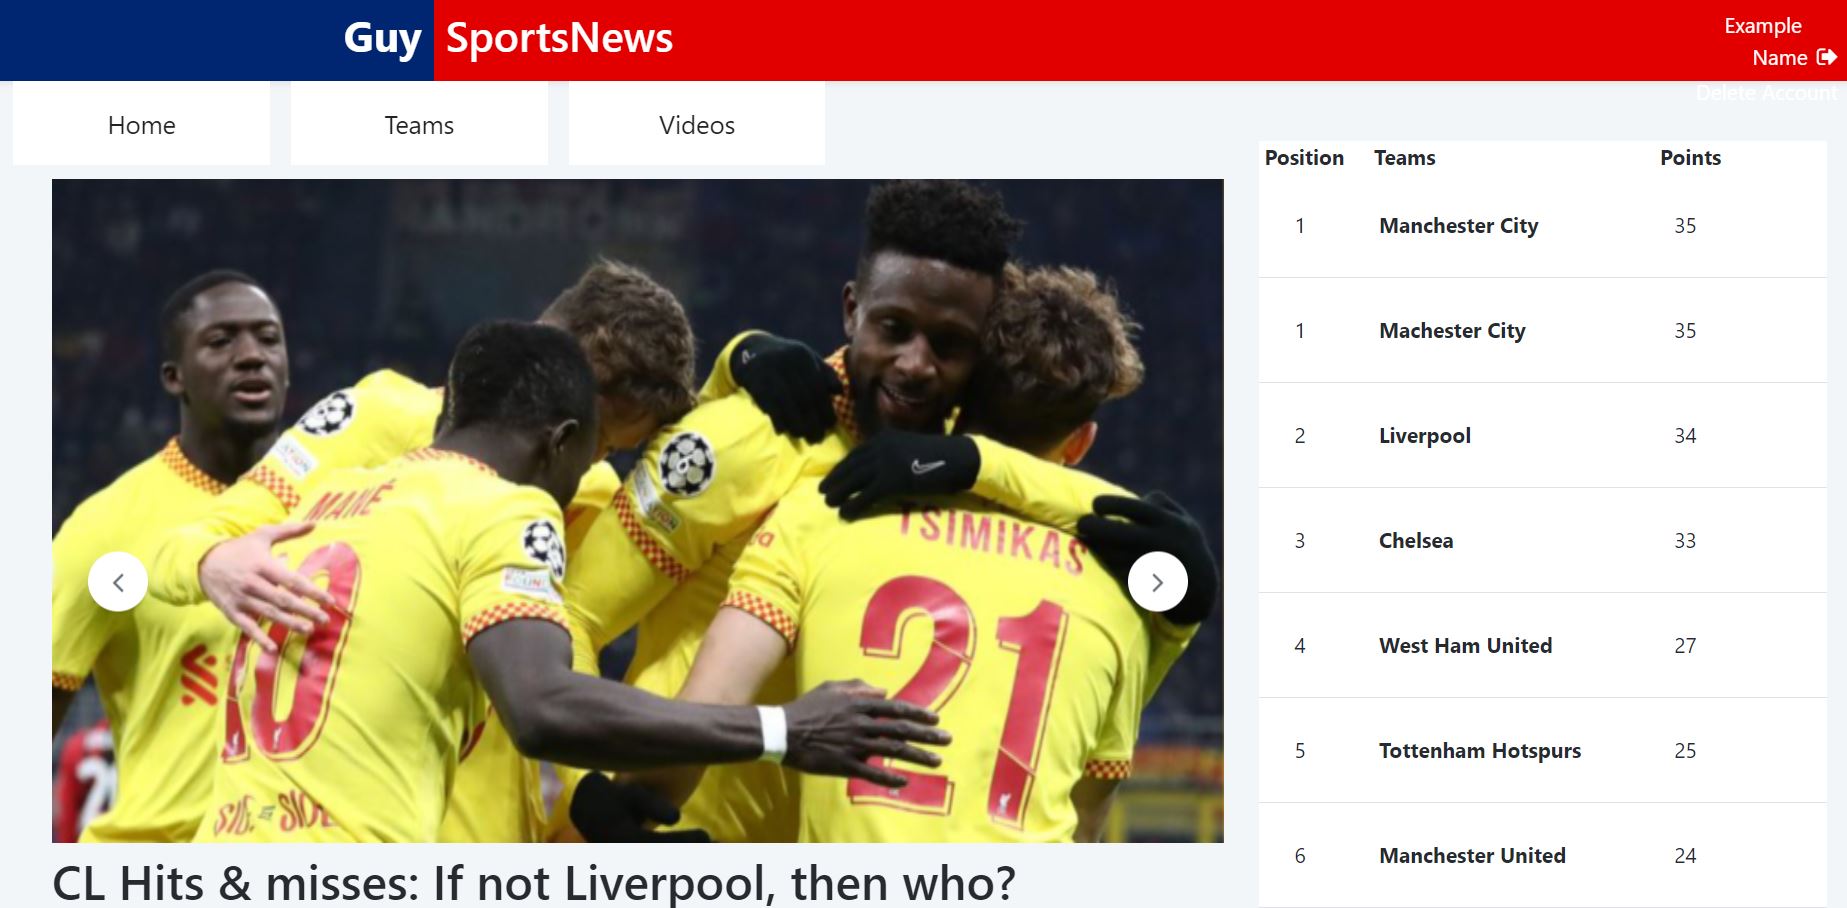 Guy SportsNews
Example
Name
Delete Account
Home
Teams
Videos
MANÉ
10
TSIMIKAS
21
CL Hits & misses: If not Liverpool, then who?
Position Teams Points
1 Manchester City 35
1 Machester City 35
2 Liverpool 34
3 Chelsea 33
4 West Ham United 27
5 Tottenham Hotspurs 25
6 Manchester United 24